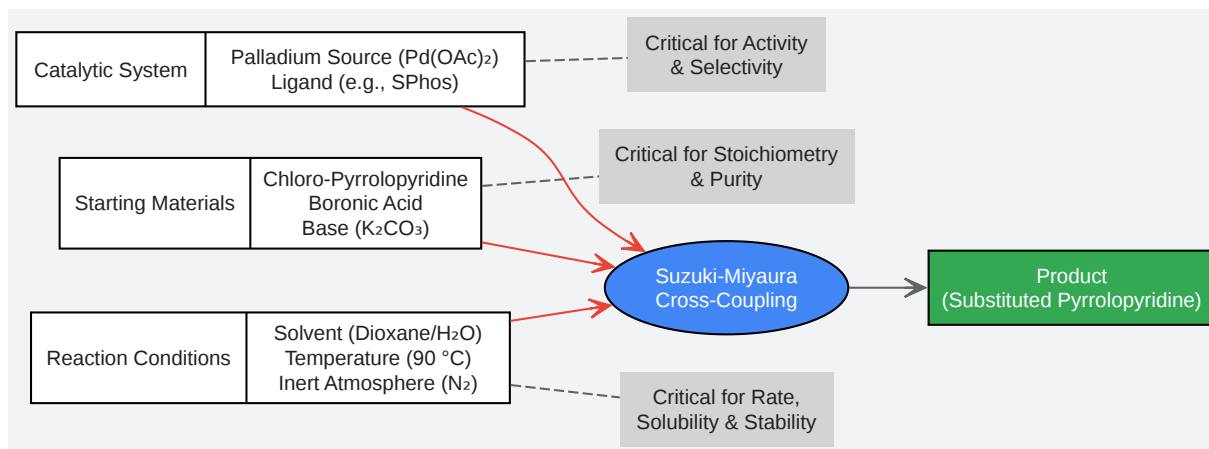 Catalytic System
Palladium Source (Pd(OAc)₂)
Ligand (e.g., SPhos)
Critical for Activity
& Selectivity
Starting Materials
Chloro-Pyrrolopyridine
Boronic Acid
Base (K₂CO₃)
Critical for Stoichiometry
& Purity
Suzuki-Miyaura
Cross-Coupling
Product
(Substituted Pyrrolopyridine)
Reaction Conditions
Solvent (Dioxane/H₂O)
Temperature (90 °C)
Inert Atmosphere (N₂)
Critical for Rate,
Solubility & Stability